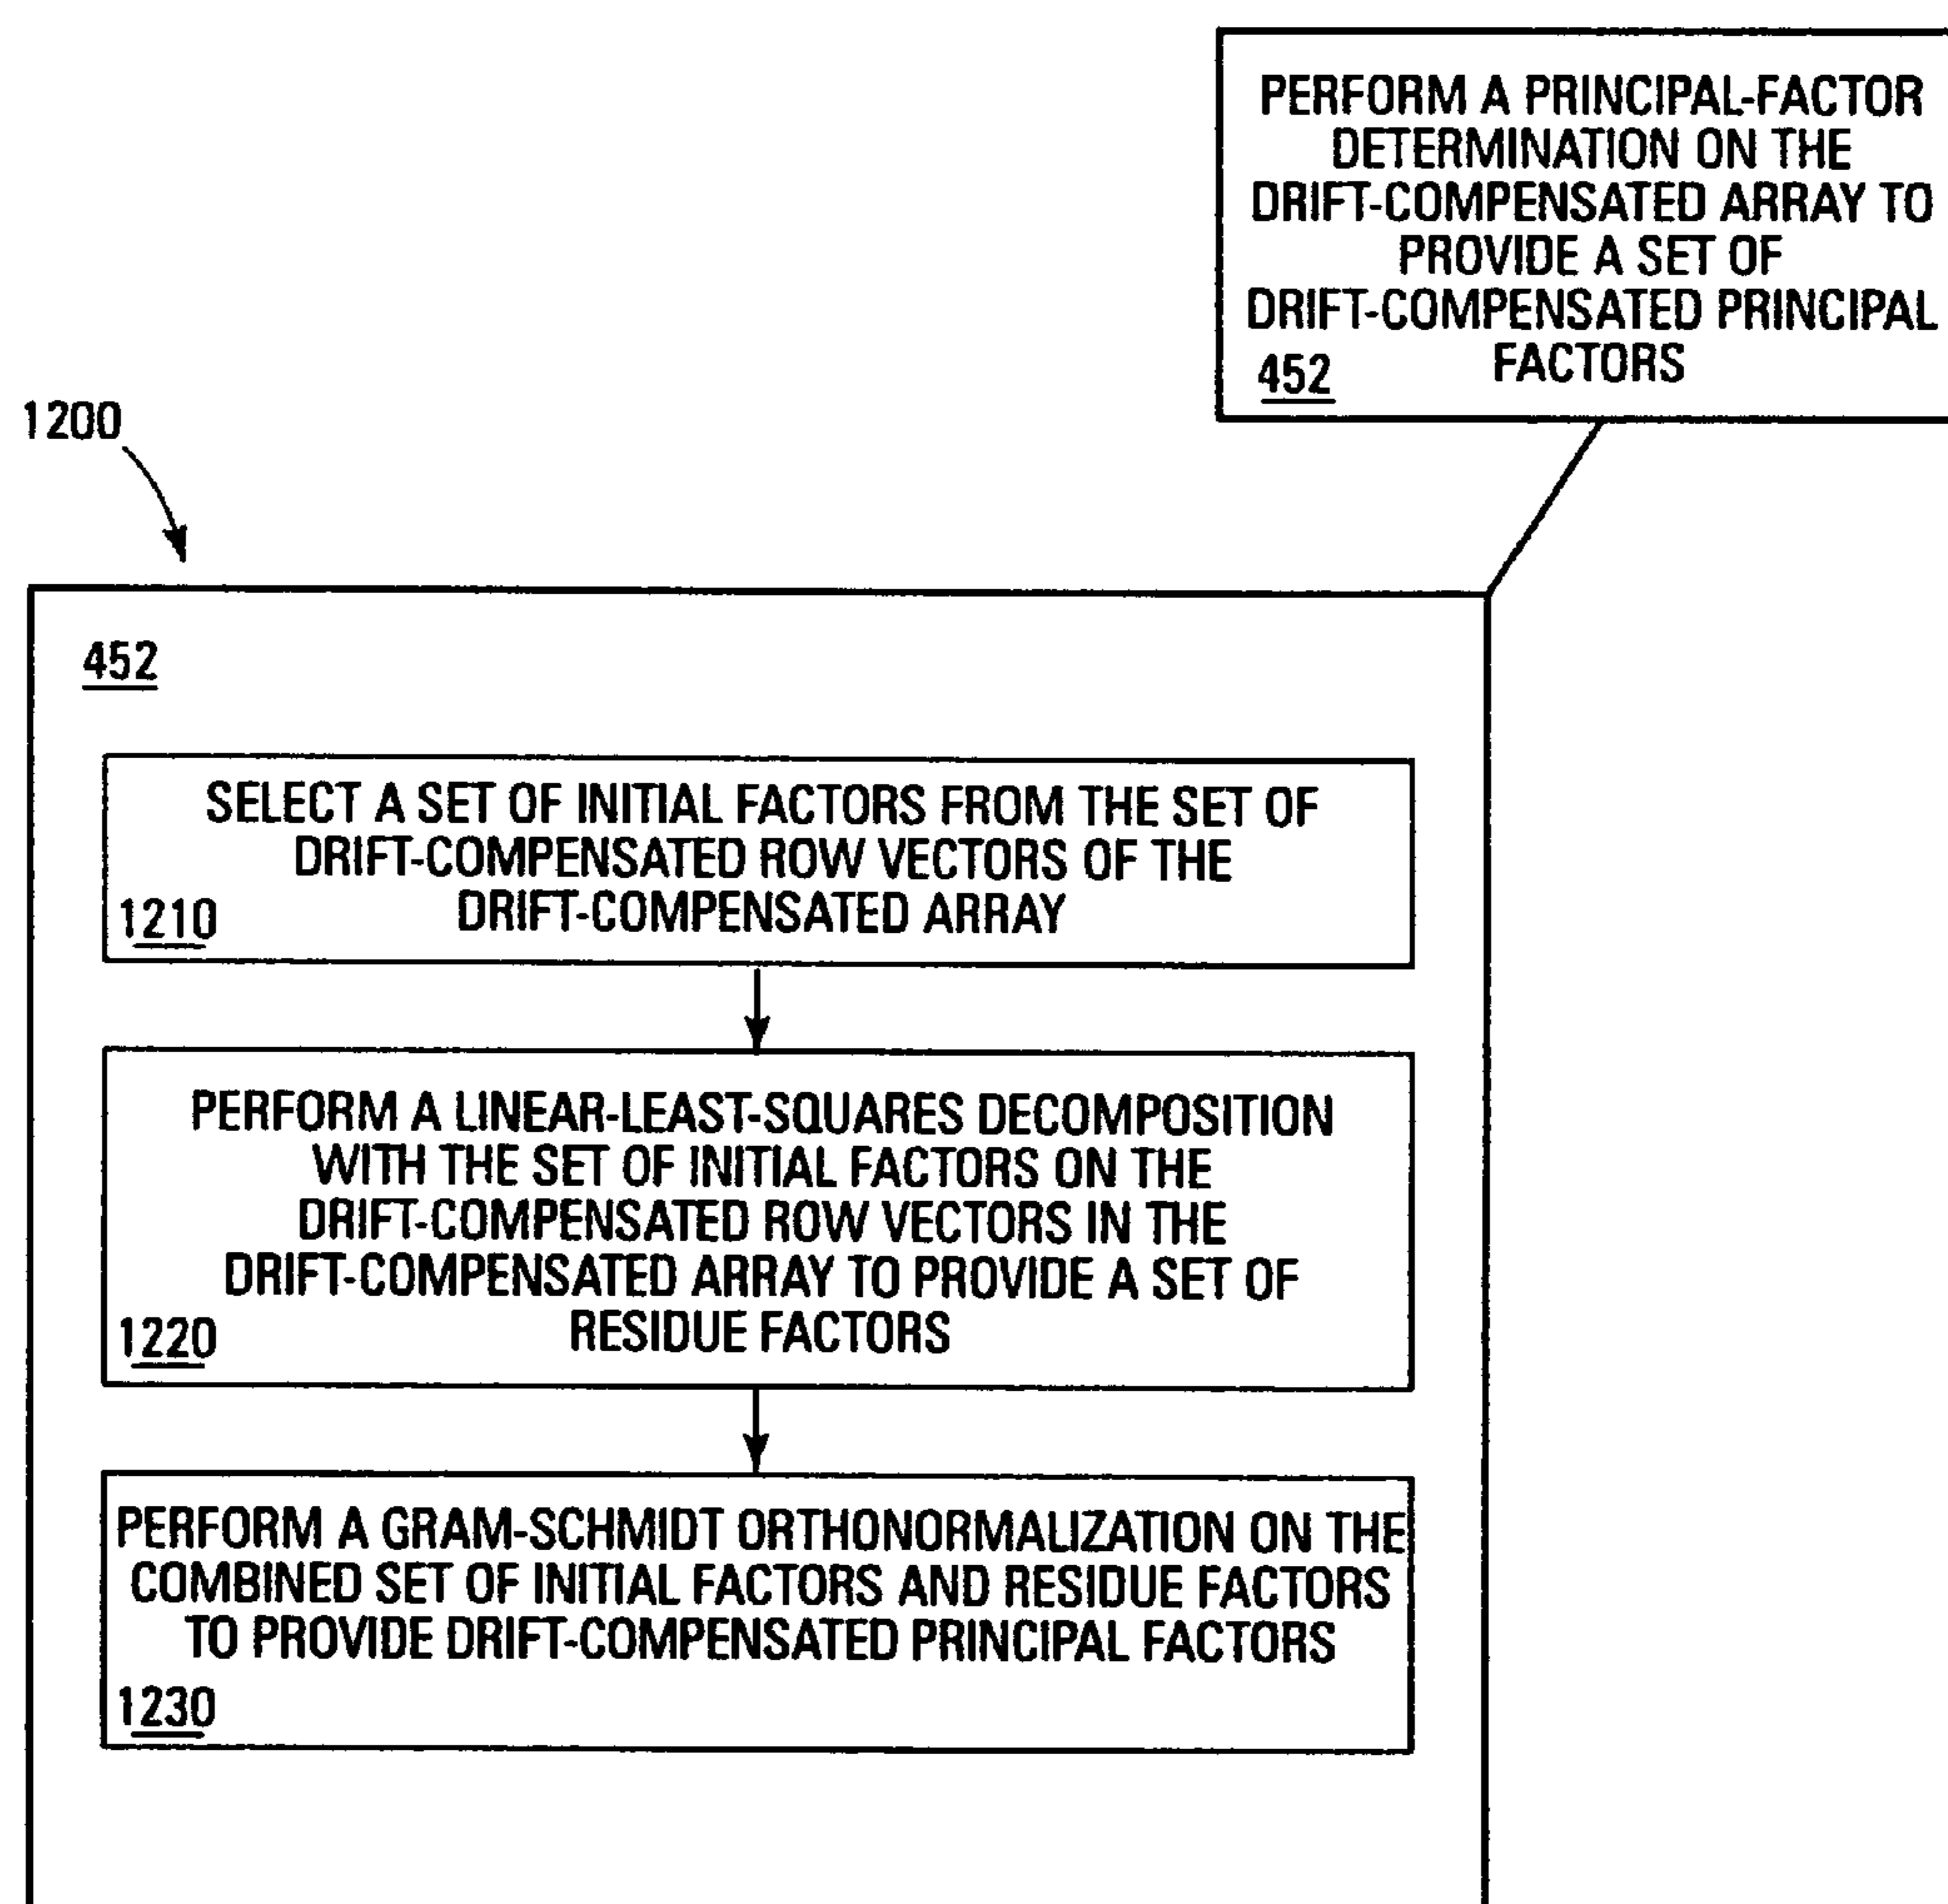 PERFORM A PRINCIPAL-FACTOR
DETERMINATION ON THE
DRIFT-COMPENSATED ARRAY TO
PROVIDE A SET OF
DRIFT-COMPENSATED PRINCIPAL
FACTORS
452
1200
452
SELECT A SET OF INITIAL FACTORS FROM THE SET OF
DRIFT-COMPENSATED ROW VECTORS OF THE
DRIFT-COMPENSATED ARRAY
1210
PERFORM A LINEAR-LEAST-SQUARES DECOMPOSITION
WITH THE SET OF INITIAL FACTORS ON THE
DRIFT-COMPENSATED ROW VECTORS IN THE
DRIFT-COMPENSATED ARRAY TO PROVIDE A SET OF
RESIDUE FACTORS
1220
PERFORM A GRAM-SCHMIDT ORTHONORMALIZATION ON THE
COMBINED SET OF INITIAL FACTORS AND RESIDUE FACTORS
TO PROVIDE DRIFT-COMPENSATED PRINCIPAL FACTORS
1230